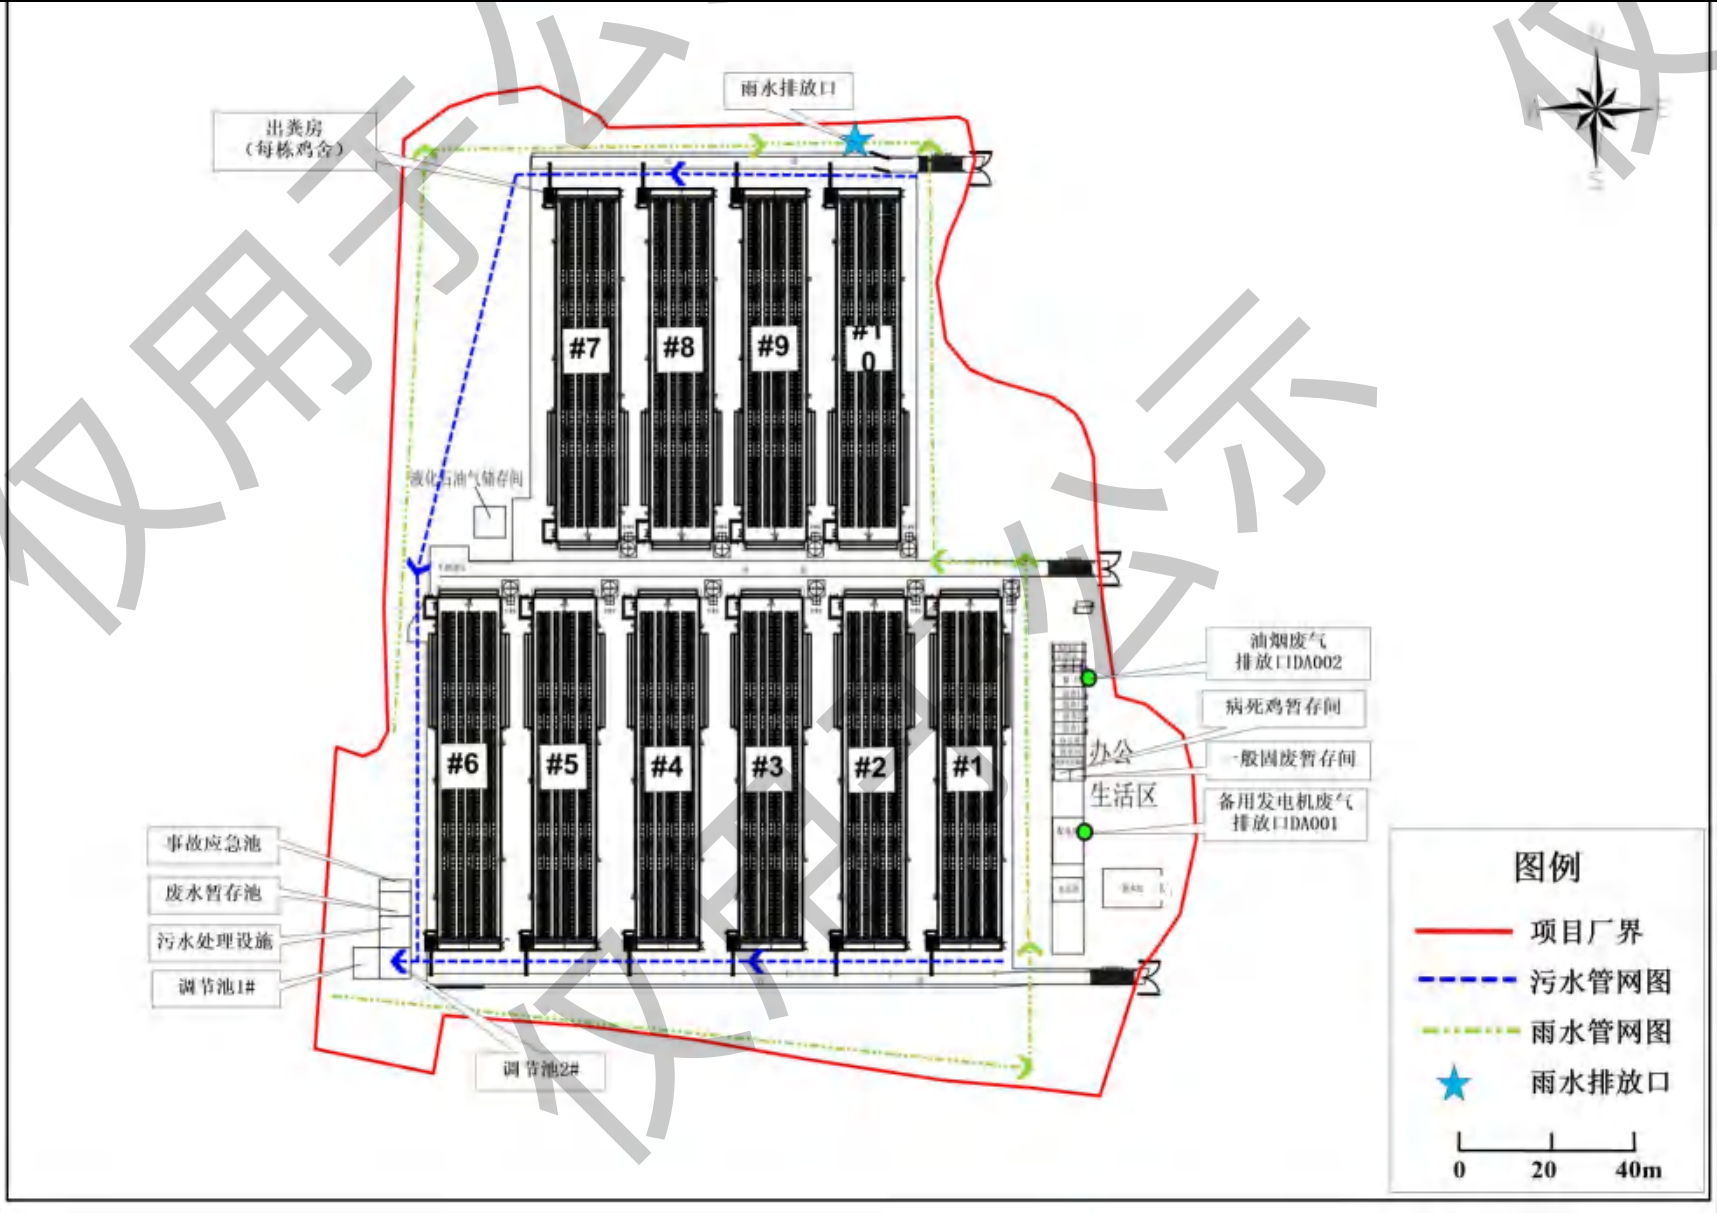 雨水排放口
出粪房
(每栋鸡舍)
N
W
E
S
#7
#8
#9
#1
0
液化石油气储存间
#6
#5
#4
#3
#2
#1
油烟废气
排放口DA002
病死鸡暂存间
办公
生活区
一般固废暂存间
备用发电机废气
排放口DA001
事故应急池
废水暂存池
污水处理设施
调节池1#
调节池2#
图例
项目厂界
污水管网图
雨水管网图
雨水排放口
0 20 40m
仅用于公
仅用于公示
仅